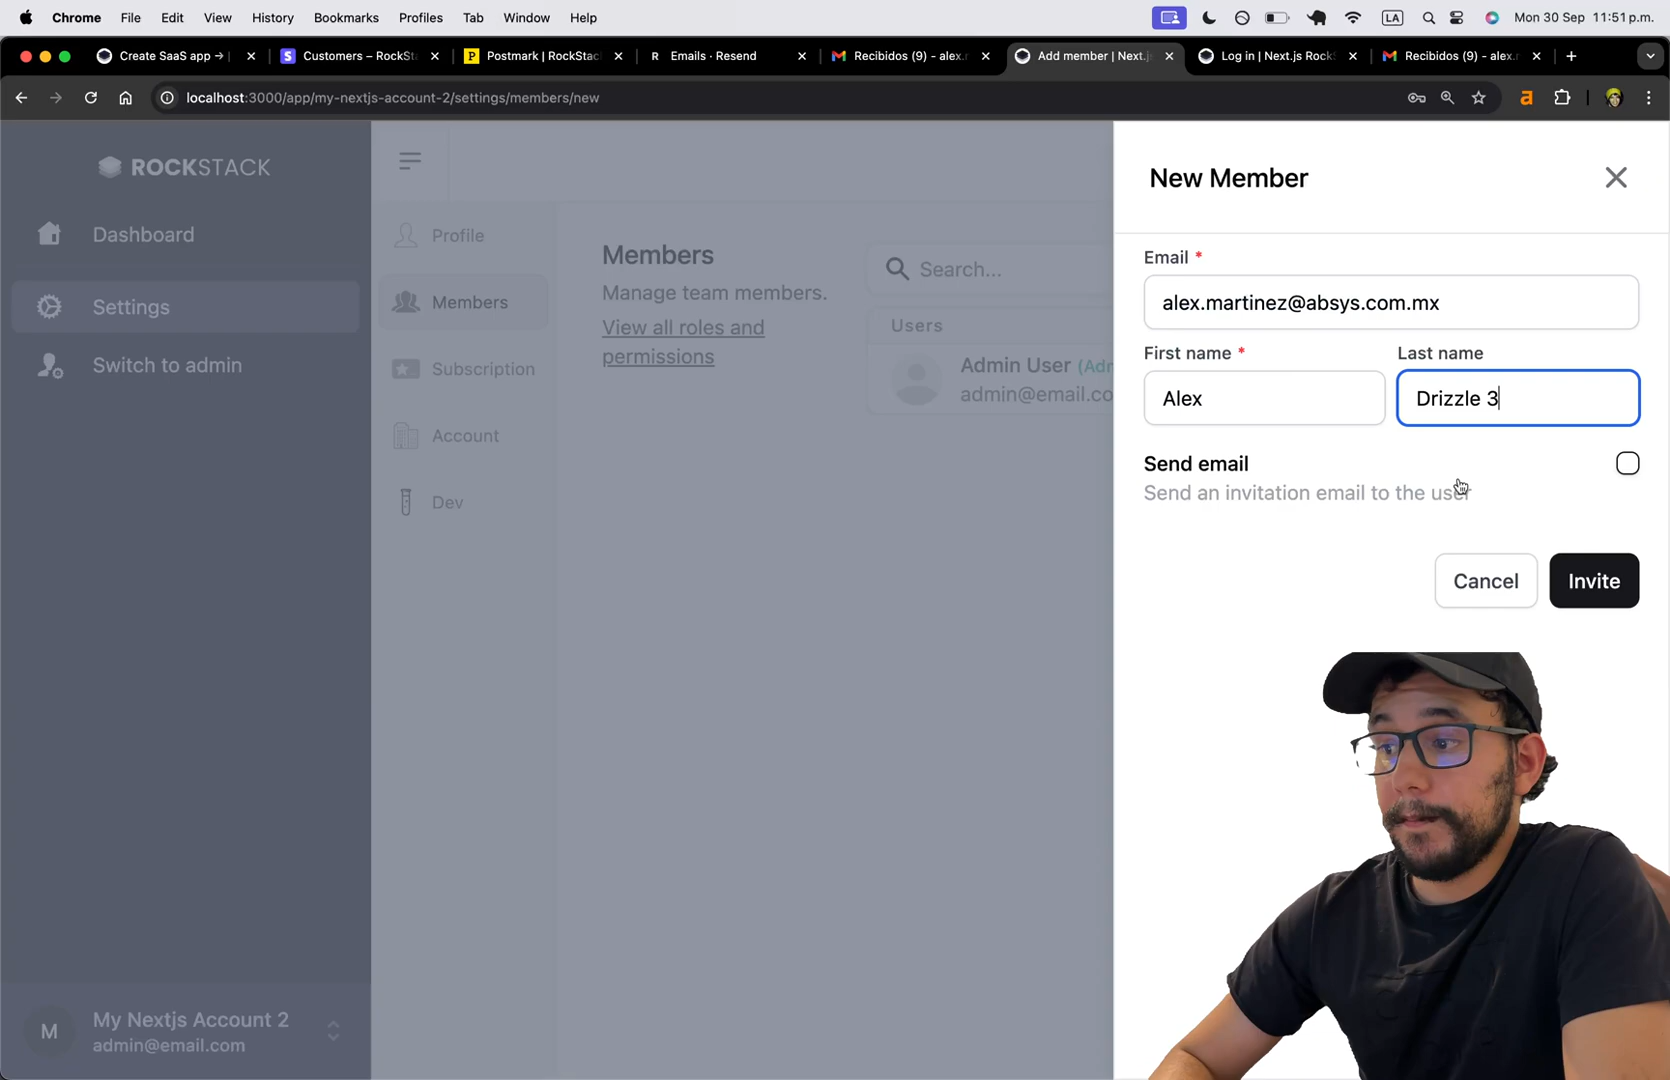 Chrome File Edit View History Bookmarks Profiles Tab Window Help LA Mon 30 Sep 11:51 p.m.
Create SaaS app → Customers – RockSt Postmark | RockStac Emails · Resend Recibidos (9) - alex. Add member | Next.j Log in | Next.js Rock Recibidos (9) - alex.
localhost:3000/app/my-nextjs-account-2/settings/members/new
ROCKSTACK
Dashboard
Settings
Switch to admin
Profile
Members
Subscription
Account
Dev
Members
Manage team members.
View all roles and
permissions
Search...
Users
Admin User (Adr
admin@email.co
New Member
Email *
alex.martinez@absys.com.mx
First name * Last name
Alex Drizzle 3
Send email
Send an invitation email to the user
Cancel Invite
M My Nextjs Account 2
admin@email.com